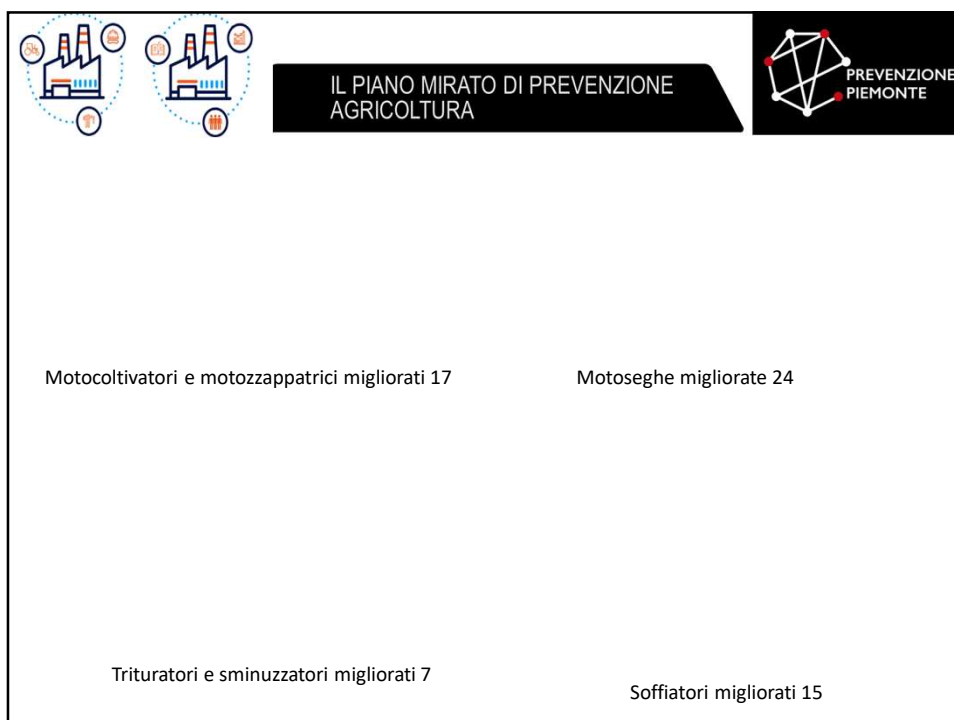 IL PIANO MIRATO DI PREVENZIONE
AGRICOLTURA
PREVENZIONE
PIEMONTE
Motocoltivatori e motozzappatrici migliorati 17
Motoseghe migliorate 24
Trituratori e sminuzzatori migliorati 7
Soffiatori migliorati 15